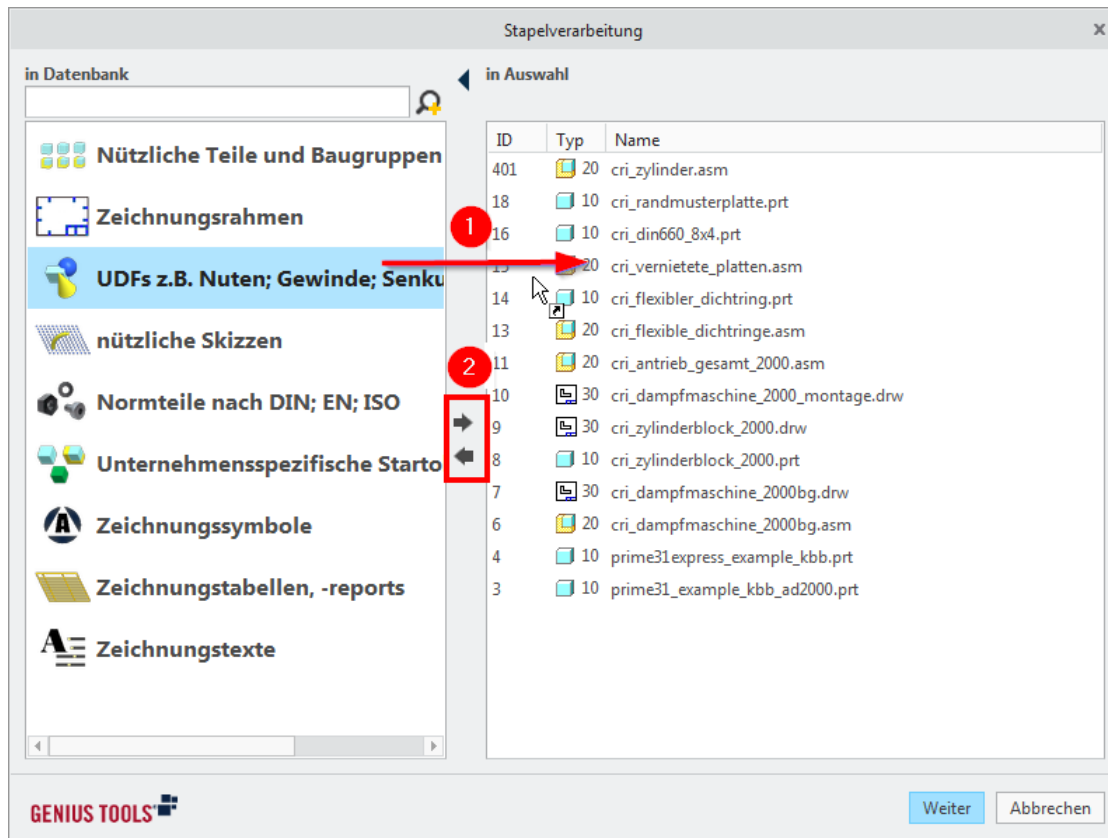 Stapelverarbeitung
in Datenbank
in Auswahl
Nützliche Teile und Baugruppen
Zeichnungsrahmen
UDFs z.B. Nuten; Gewinde; Senku
nützliche Skizzen
Normteile nach DIN; EN; ISO
Unternehmensspezifische Starto
Zeichnungssymbole
Zeichnungstabellen, -reports
Zeichnungstexte
1
2
ID Typ Name
401 20 cri_zylinder.asm
18 10 cri_randmusterplatte.prt
16 10 cri_din660_8x4.prt
15 20 cri_vernietete_platten.asm
14 10 cri_flexibler_dichtring.prt
13 20 cri_flexible_dichtringe.asm
11 20 cri_antrieb_gesamt_2000.asm
10 30 cri_dampfmaschine_2000_montage.drw
9 30 cri_zylinderblock_2000.drw
8 10 cri_zylinderblock_2000.prt
7 30 cri_dampfmaschine_2000bg.drw
6 20 cri_dampfmaschine_2000bg.asm
4 10 prime31express_example_kbb.prt
3 10 prime31_example_kbb_ad2000.prt
GENIUS TOOLS
Weiter
Abbrechen